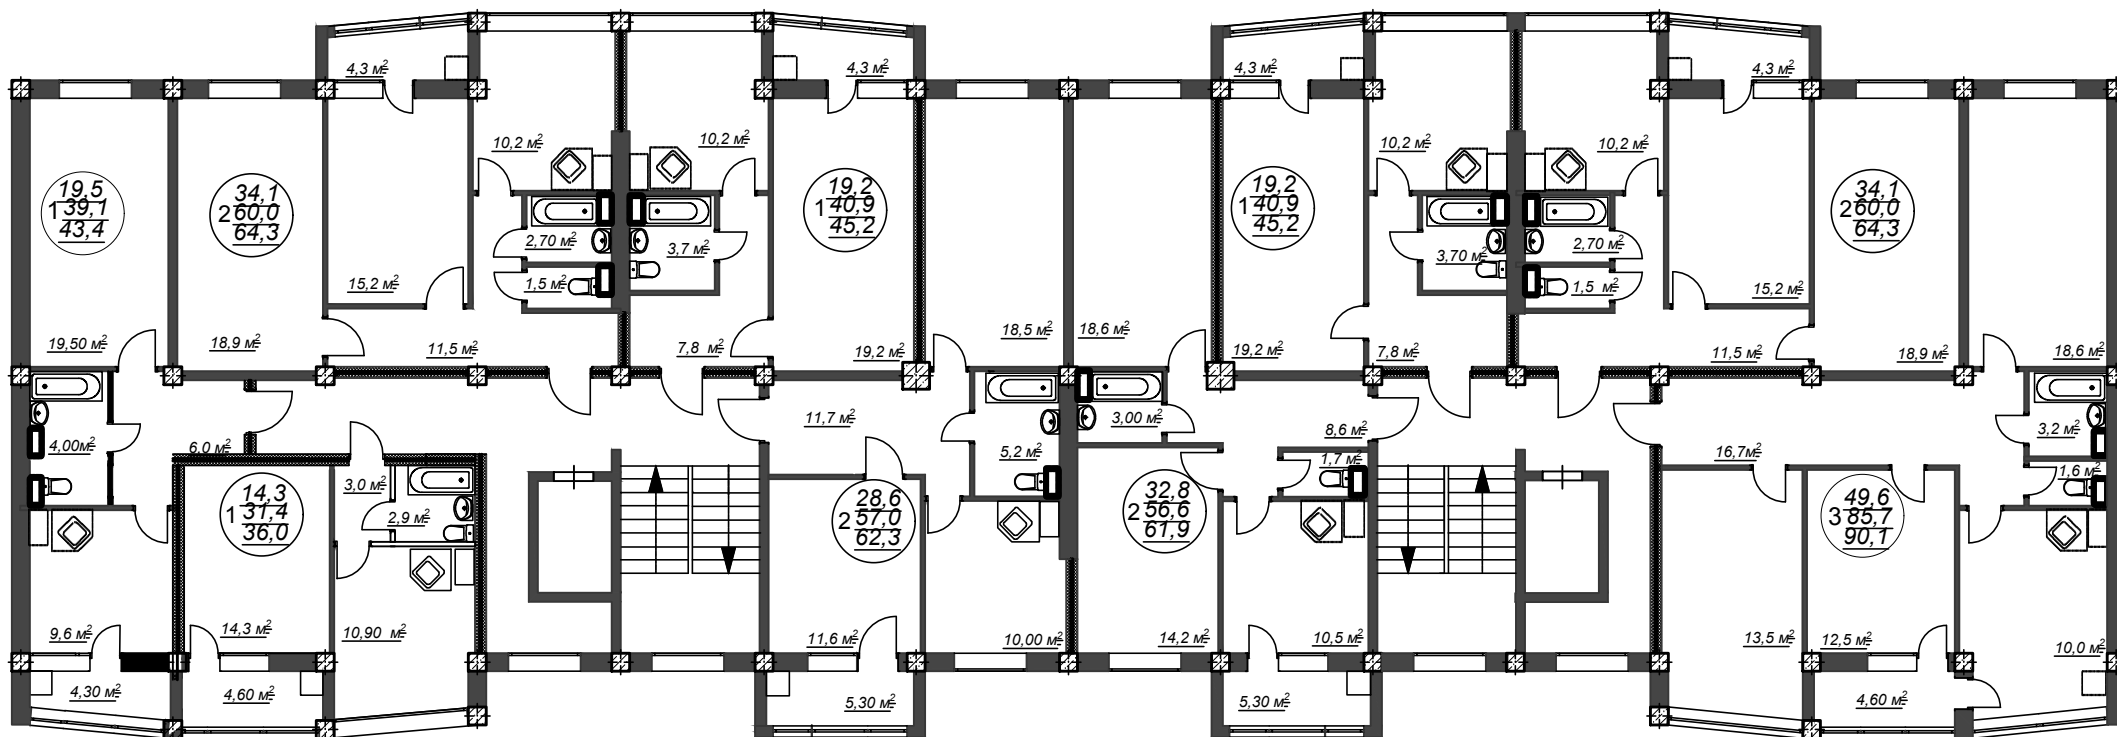 4,3 м²
4,3 м²
4,3 м²
4,3 м²
10,2 м²
10,2 м²
10,2 м²
10,2 м²
19,5
1 39,1
43,4
34,1
2 60,0
64,3
19,2
1 40,9
45,2
19,2
1 40,9
45,2
34,1
2 60,0
64,3
2,70 м²
3,7 м²
3,70 м²
2,70 м²
15,2 м²
1,5 м²
1,5 м²
15,2 м²
19,50 м²
18,9 м²
11,5 м²
7,8 м²
19,2 м²
18,5 м²
18,6 м²
19,2 м²
7,8 м²
11,5 м²
18,9 м²
18,6 м²
4,00м²
6,0 м²
11,7 м²
5,2 м²
3,00 м²
8,6 м²
1,7 м²
16,7м²
3,2 м²
1,6 м²
14,3
1 31,4
36,0
3,0 м²
2,9 м²
28,6
2 57,0
62,3
32,8
2 56,6
61,9
49,6
3 85,7
90,1
9,6 м²
14,3 м²
10,90 м²
11,6 м²
10,00 м²
14,2 м²
10,5 м²
13,5 м²
12,5 м²
10,0 м²
4,30 м²
4,60 м²
5,30 м²
5,30 м²
4,60 м²